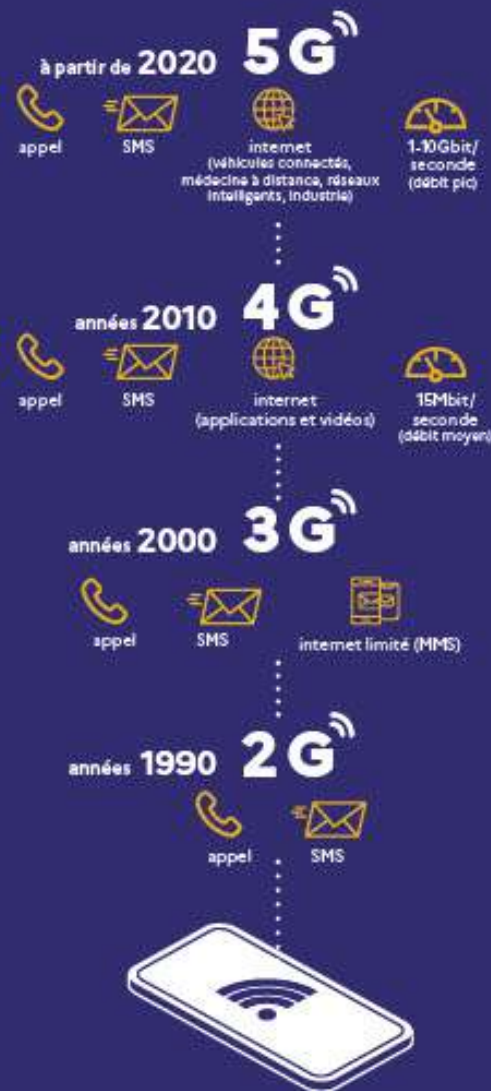 à partir de 2020 5G
appel
SMS
internet
(véhicules connectés,
médecine à distance, réseaux
intelligents, industrie)
1-10Gbit/
seconde
(débit pic)
années 2010 4G
appel
SMS
internet
(applications et vidéos)
15Mbit/
seconde
(débit moyen)
années 2000 3G
appel
SMS
internet limité (MMS)
années 1990 2G
appel
SMS